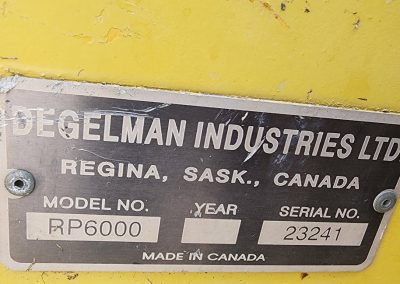 DEGELMAN INDUSTRIES LTD
REGINA, SASK., CANADA
MODEL NO. YEAR SERIAL NO.
RP6000 23241
MADE IN CANADA